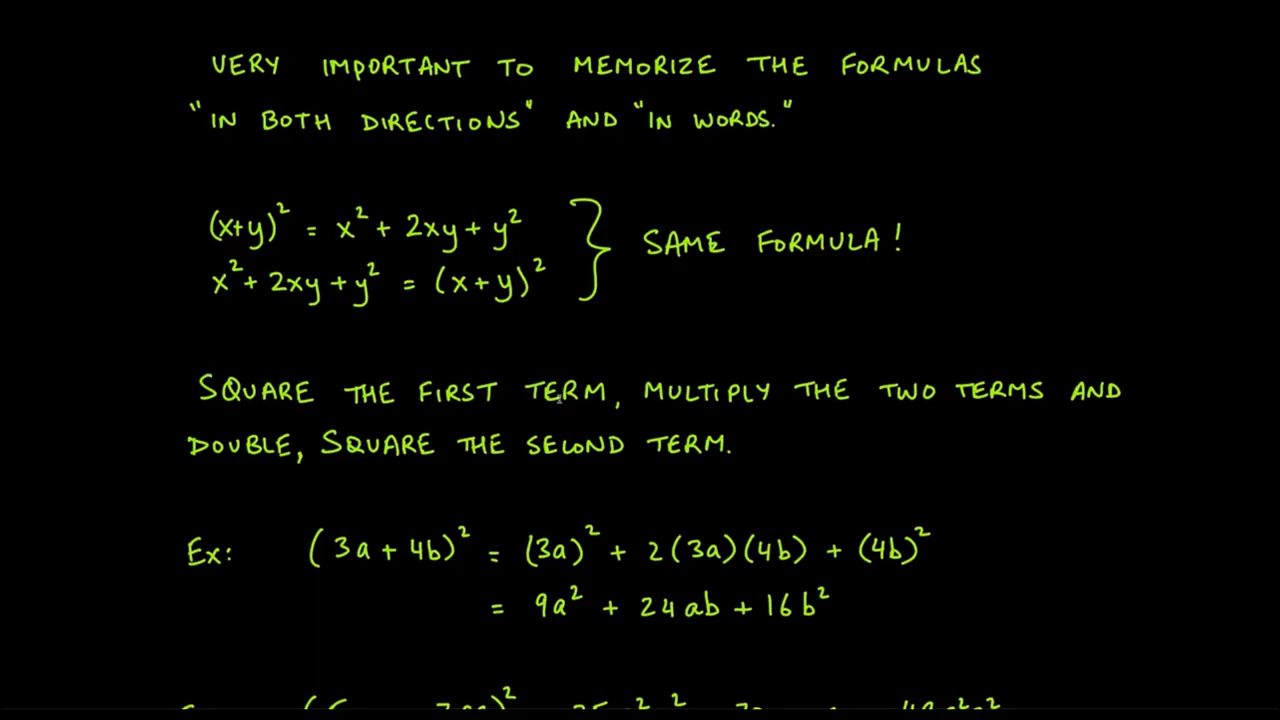 VERY IMPORTANT TO MEMORIZE THE FORMULAS
"IN BOTH DIRECTIONS" AND "IN WORDS."
(x+y)² = x² + 2xy + y²
x² + 2xy + y² = (x+y)²
SAME FORMULA!
SQUARE THE FIRST TERM, MULTIPLY THE TWO TERMS AND
DOUBLE, SQUARE THE SECOND TERM.
Ex: (3a + 4b)² = (3a)² + 2(3a)(4b) + (4b)²
= 9a² + 24ab + 16b²